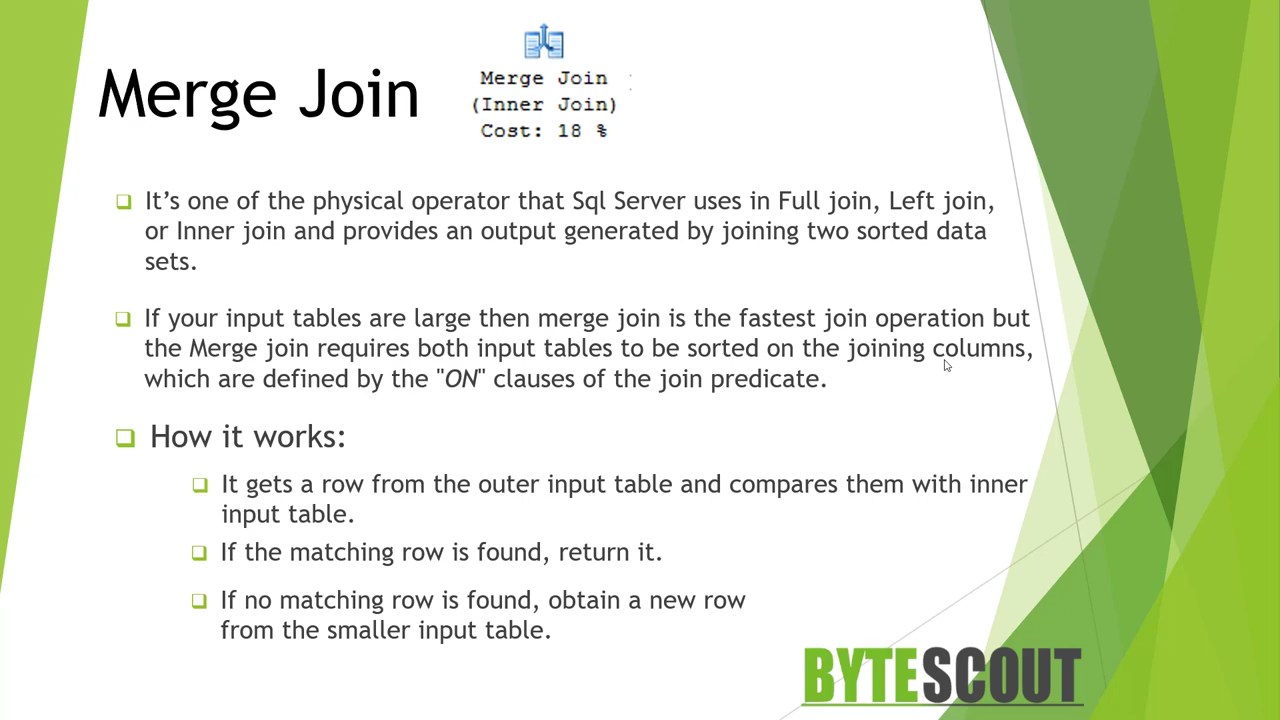 Merge Join
Merge Join
(Inner Join)
Cost: 18 %
It’s one of the physical operator that Sql Server uses in Full join, Left join,
or Inner join and provides an output generated by joining two sorted data
sets.
If your input tables are large then merge join is the fastest join operation but
the Merge join requires both input tables to be sorted on the joining columns,
which are defined by the "ON" clauses of the join predicate.
How it works:
It gets a row from the outer input table and compares them with inner
input table.
If the matching row is found, return it.
If no matching row is found, obtain a new row
from the smaller input table.
BYTESCOUT